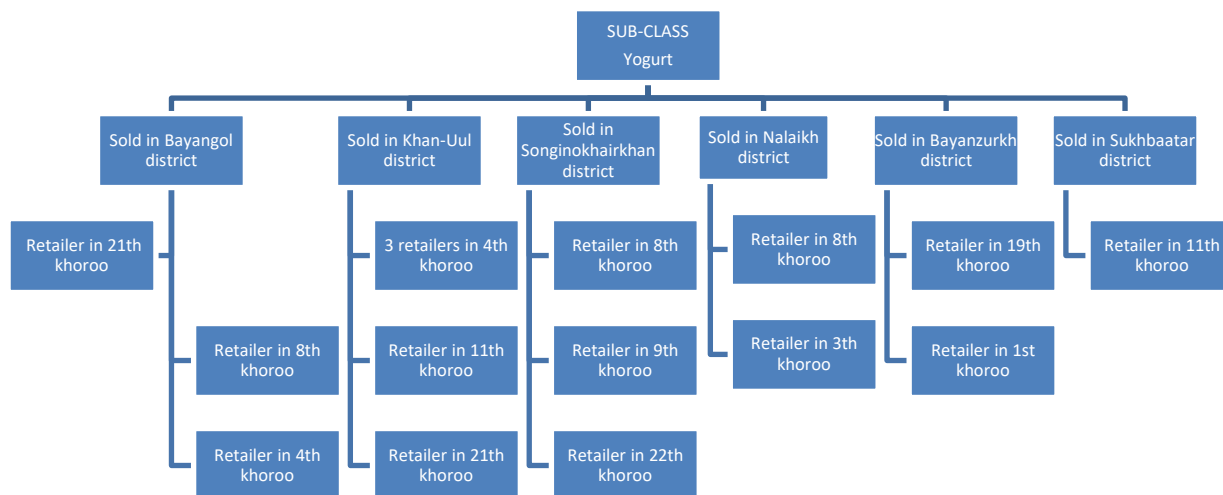 SUB-CLASS
Yogurt
Sold in Bayangol
district
Sold in Khan-Uul
district
Sold in
Songinokhairkhan
district
Sold in Nalaikh
district
Sold in Bayanzurkh
district
Sold in Sukhbaatar
district
Retailer in 21th
khoroo
3 retailers in 4th
khoroo
Retailer in 8th
khoroo
Retailer in 8th
khoroo
Retailer in 19th
khoroo
Retailer in 11th
khoroo
Retailer in 8th
khoroo
Retailer in 11th
khoroo
Retailer in 9th
khoroo
Retailer in 3th
khoroo
Retailer in 1st
khoroo
Retailer in 4th
khoroo
Retailer in 21th
khoroo
Retailer in 22th
khoroo